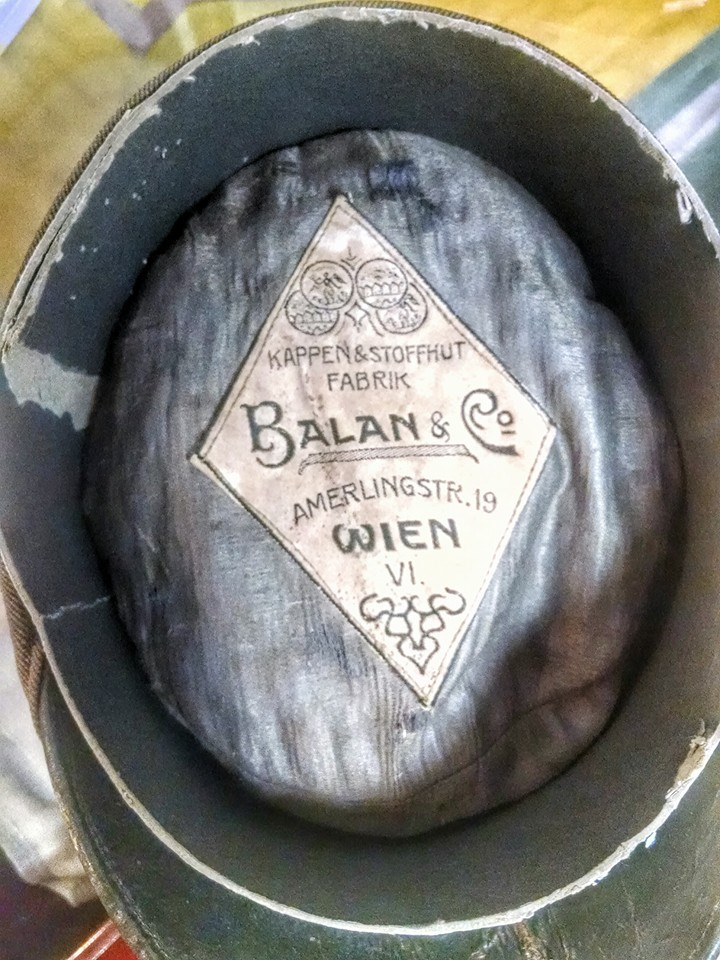 KAPPEN & STOFFHUT
FABRIK
BALAN & Co
AMERLINGSTR. 19
WIEN
VI.